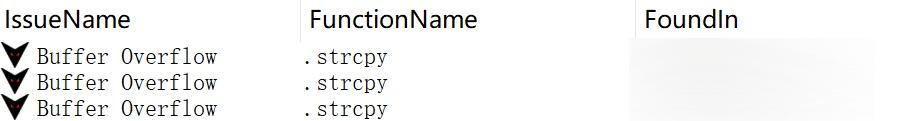 IssueName FunctionName FoundIn
Buffer Overflow .strcpy
Buffer Overflow .strcpy
Buffer Overflow .strcpy